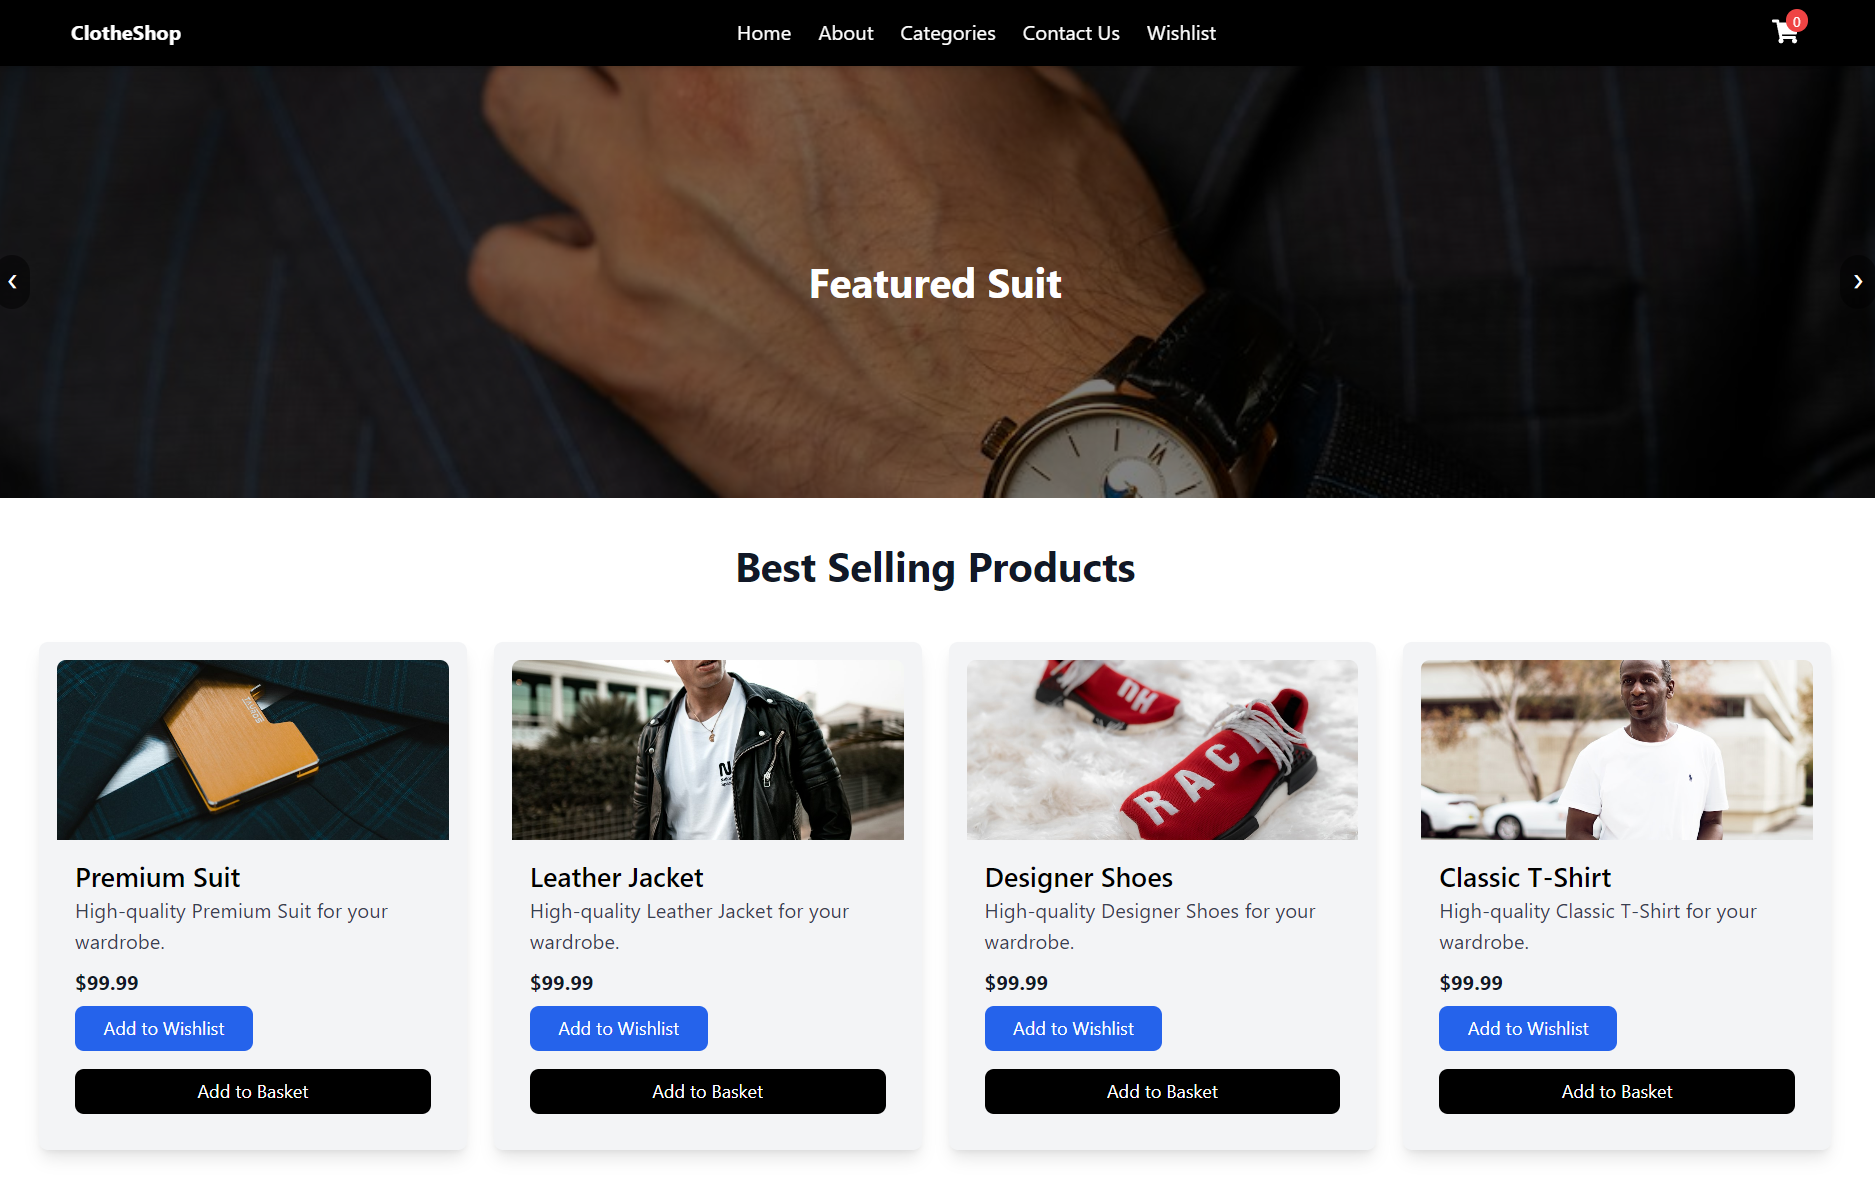 ClotheShop
Home About Categories Contact Us Wishlist
0
Featured Suit
Best Selling Products
RACE
HU
Premium Suit
High-quality Premium Suit for your
wardrobe.
$99.99
Add to Wishlist
Add to Basket
Leather Jacket
High-quality Leather Jacket for your
wardrobe.
$99.99
Add to Wishlist
Add to Basket
Designer Shoes
High-quality Designer Shoes for your
wardrobe.
$99.99
Add to Wishlist
Add to Basket
Classic T-Shirt
High-quality Classic T-Shirt for your
wardrobe.
$99.99
Add to Wishlist
Add to Basket